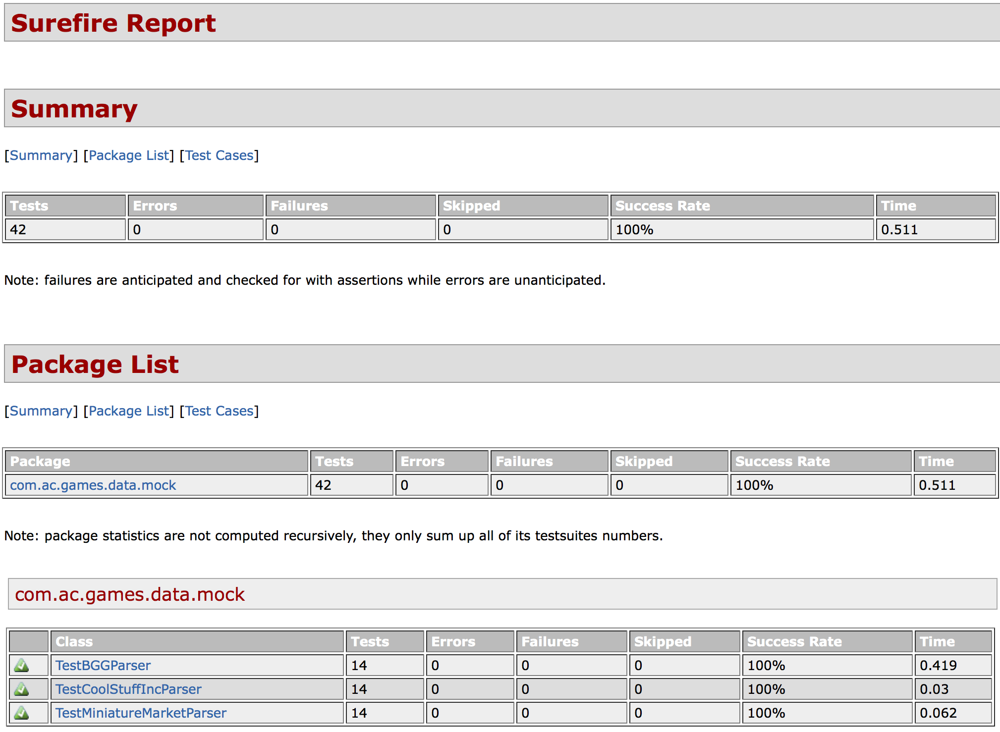 Surefire Report
Summary
[Summary] [Package List] [Test Cases]
Tests Errors Failures Skipped Success Rate Time
42 0 0 0 100% 0.511
Note: failures are anticipated and checked for with assertions while errors are unanticipated.
Package List
[Summary] [Package List] [Test Cases]
Package Tests Errors Failures Skipped Success Rate Time
com.ac.games.data.mock 42 0 0 0 100% 0.511
Note: package statistics are not computed recursively, they only sum up all of its testsuites numbers.
com.ac.games.data.mock
Class Tests Errors Failures Skipped Success Rate Time
TestBGGParser 14 0 0 0 100% 0.419
TestCoolStuffIncParser 14 0 0 0 100% 0.03
TestMiniatureMarketParser 14 0 0 0 100% 0.062